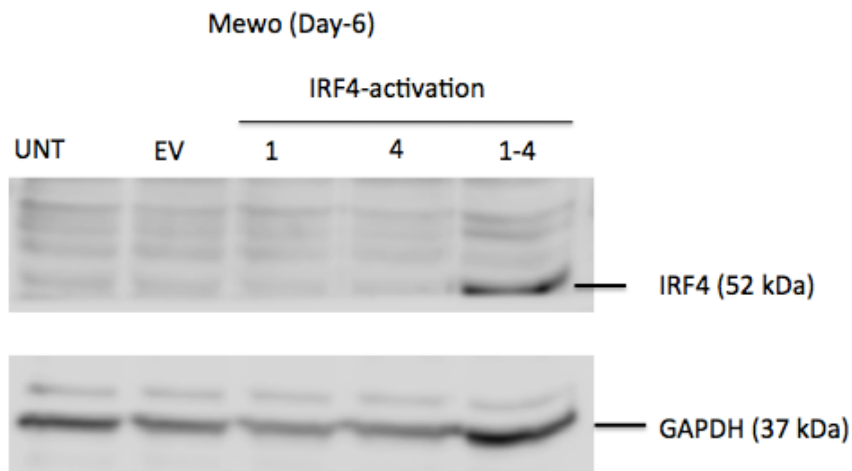 Mewo (Day-6)
IRF4-activation
UNT EV 1 4 1-4
IRF4 (52 kDa)
GAPDH (37 kDa)